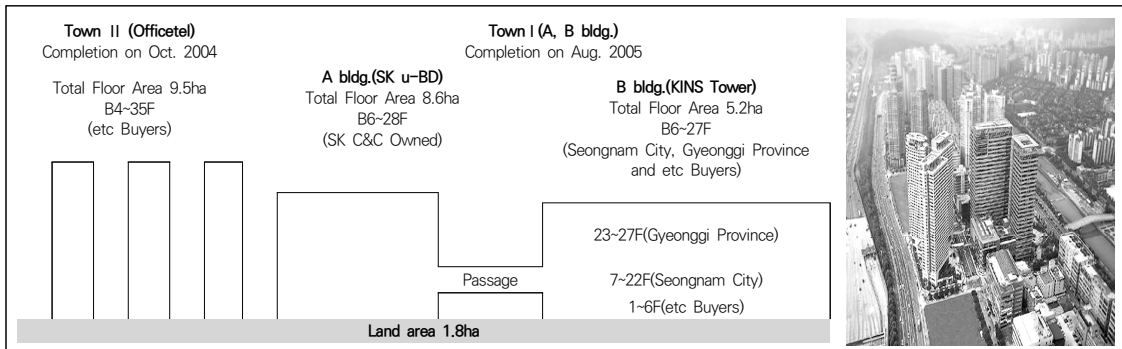 Town II (Officetel)
Completion on Oct. 2004
Total Floor Area 9.5ha
B4~35F
(etc Buyers)
Town I (A, B bldg.)
Completion on Aug. 2005
A bldg.(SK u-BD)
Total Floor Area 8.6ha
B6~28F
(SK C&C Owned)
B bldg.(KINS Tower)
Total Floor Area 5.2ha
B6~27F
(Seongnam City, Gyeonggi Province
and etc Buyers)
23~27F(Gyeonggi Province)
Passage
7~22F(Seongnam City)
1~6F(etc Buyers)
Land area 1.8ha